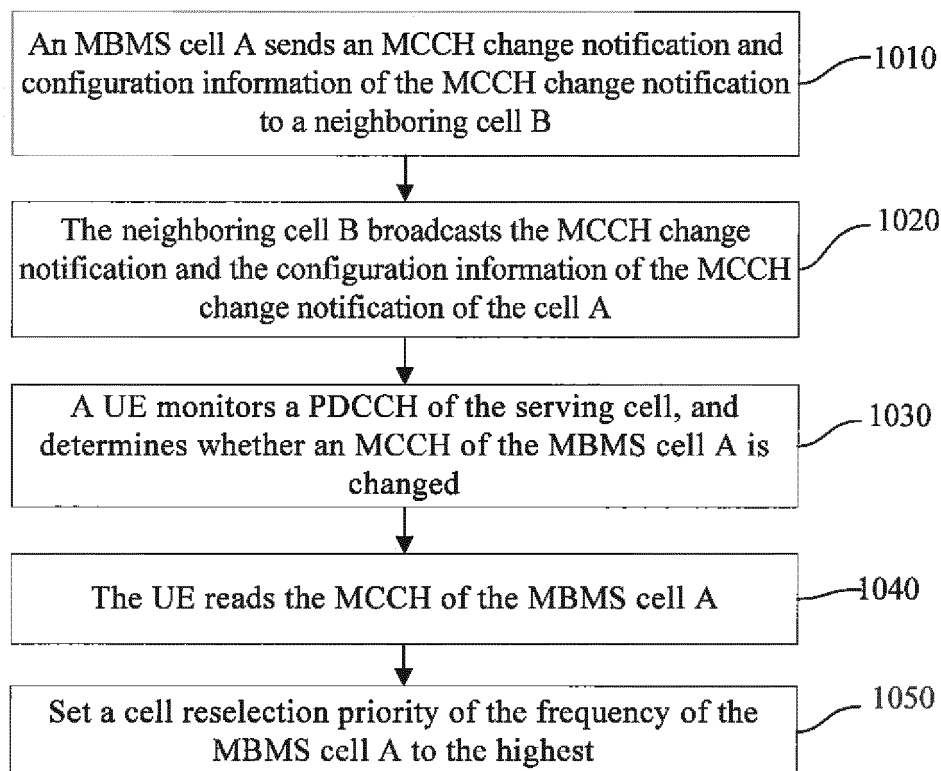 An MBMS cell A sends an MCCH change notification and
configuration information of the MCCH change notification
to a neighboring cell B
1010
The neighboring cell B broadcasts the MCCH change
notification and the configuration information of the MCCH
change notification of the cell A
1020
A UE monitors a PDCCH of the serving cell, and
determines whether an MCCH of the MBMS cell A is
changed
1030
The UE reads the MCCH of the MBMS cell A
1040
Set a cell reselection priority of the frequency of the
MBMS cell A to the highest
1050